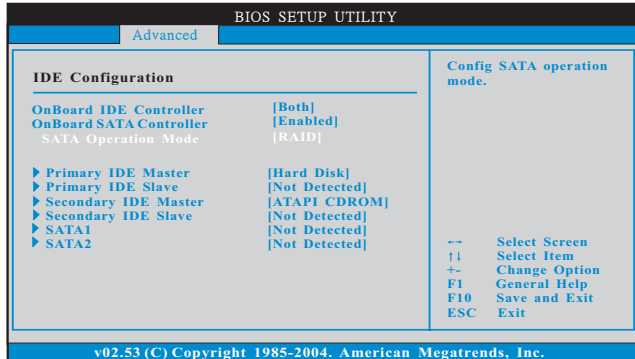 BIOS SETUP UTILITY
Advanced
IDE Configuration
OnBoard IDE Controller [Both]
OnBoard SATA Controller [Enabled]
SATA Operation Mode [RAID]
Primary IDE Master [Hard Disk]
Primary IDE Slave [Not Detected]
Secondary IDE Master [ATAPI CDROM]
Secondary IDE Slave [Not Detected]
SATA1 [Not Detected]
SATA2 [Not Detected]
Config SATA operation
mode.
←→ Select Screen
↑↓ Select Item
+- Change Option
F1 General Help
F10 Save and Exit
ESC Exit
v02.53 (C) Copyright 1985-2004. American Megatrends, Inc.